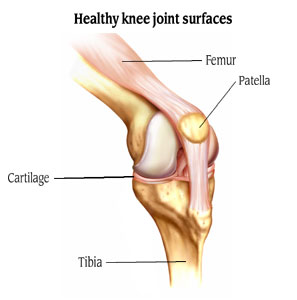 Healthy knee joint surfaces
Femur
Patella
Cartilage
Tibia